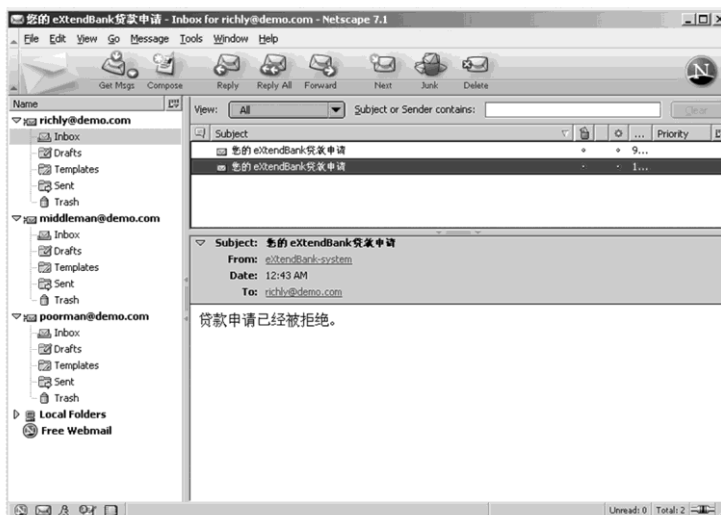 您的 eXtendBank贷款申请 - Inbox for richly@demo.com - Netscape 7.1
File Edit View Go Message Tools Window Help
Get Msgs Compose Reply Reply All Forward Next Junk Delete
Name
View: All Subject or Sender contains: Clear
richly@demo.com
Inbox
Drafts
Templates
Sent
Trash
middleman@demo.com
Inbox
Drafts
Templates
Sent
Trash
poorman@demo.com
Inbox
Drafts
Templates
Sent
Trash
Local Folders
Free Webmail
Subject ... Priority
您的 eXtendBank贷款申请 9...
您的 eXtendBank贷款申请 1...
Subject: 您的 eXtendBank贷款申请
From: eXtendBank-system
Date: 12:43 AM
To: richly@demo.com
贷款申请已经被拒绝。
Unread: 0 Total: 2